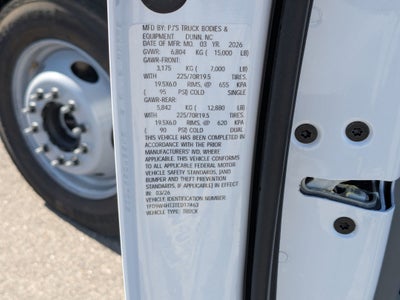 MFD BY: PJ'S TRUCK BODIES &
EQUIPMENT DUNN, NC
DATE OF MFD: MO. 03 YR. 2026
GVWR: 6,804 KG ( 15,000 LB)
GAWR-FRONT:
3,175 KG ( 7,000 LB)
WITH 225/70R19.5 TIRES,
19.5X6.0 RIMS, @ 655 KPA
( 95 PSI) COLD SINGLE
GAWR-REAR:
5,842 KG ( 12,880 LB)
WITH 225/70R19.5 TIRES,
19.5X6.0 RIMS, @ 620 KPA
( 90 PSI) COLD DUAL
THIS VEHICLE HAS BEEN COMPLETED
IN ACCORDANCE WITH THE PRIOR
MANUFACTURERS' IVD, WHERE
APPLICABLE. THIS VEHICLE CONFORMS
TO ALL APPLICABLE FEDERAL MOTOR
VEHICLE SAFETY STANDARDS, [AND
BUMPER AND THEFT PREVENTION
STANDARDS, IF APPLICABLE] IN EFFECT
IN: 03/26
VEHICLE IDENTIFICATION NUMBER:
VEHICLE TYPE: TRUCK